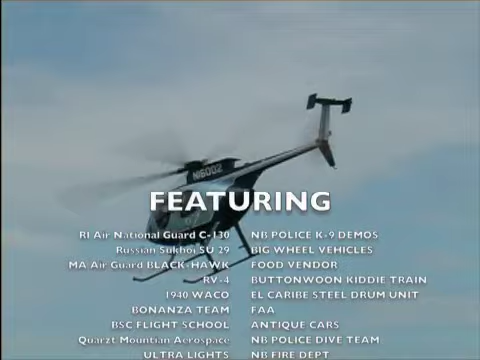 N16002
FEATURING
RI Air National Guard C-130 NB POLICE K-9 DEMOS
Russian Sukhoi SU 29 BIG WHEEL VEHICLES
MA Air Guard BLACK-HAWK FOOD VENDOR
RV-4 BUTTONWOON KIDDIE TRAIN
1940 WACO EL CARIBE STEEL DRUM UNIT
BONANZA TEAM FAA
BSC FLIGHT SCHOOL ANTIQUE CARS
Quarzt Mountian Aerospace NB POLICE DIVE TEAM
ULTRA LIGHTS NB FIRE DEPT